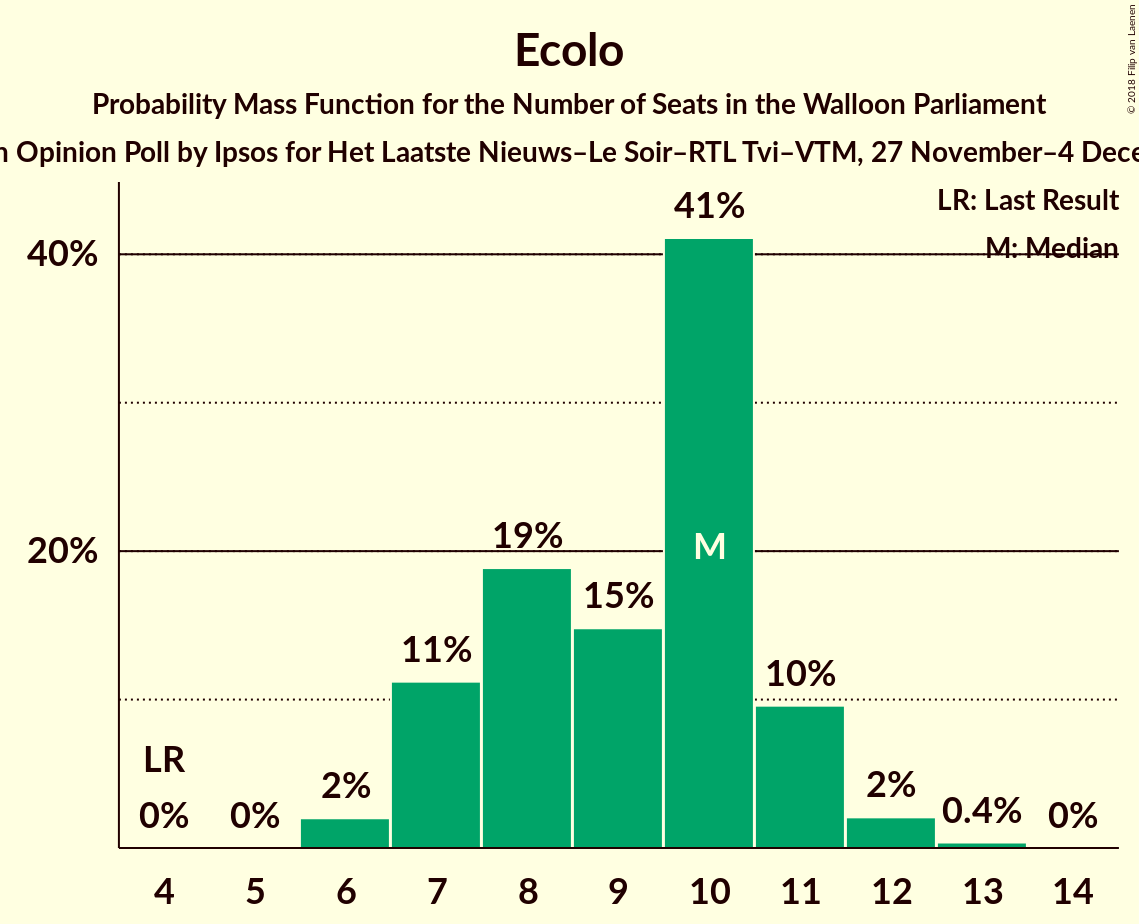 Ecolo
Probability Mass Function for the Number of Seats in the Walloon Parliament
Opinion Poll by Ipsos for Het Laatste Nieuws–Le Soir–RTL Tvi–VTM, 27 November–4
© 2018 Filip van Laenen
LR: Last Result
M: Median
40%
20%
41%
19%
15%
11%
10%
2%
2%
0.4%
0%
0%
0%
LR
M
4 5 6 7 8 9 10 11 12 13 14